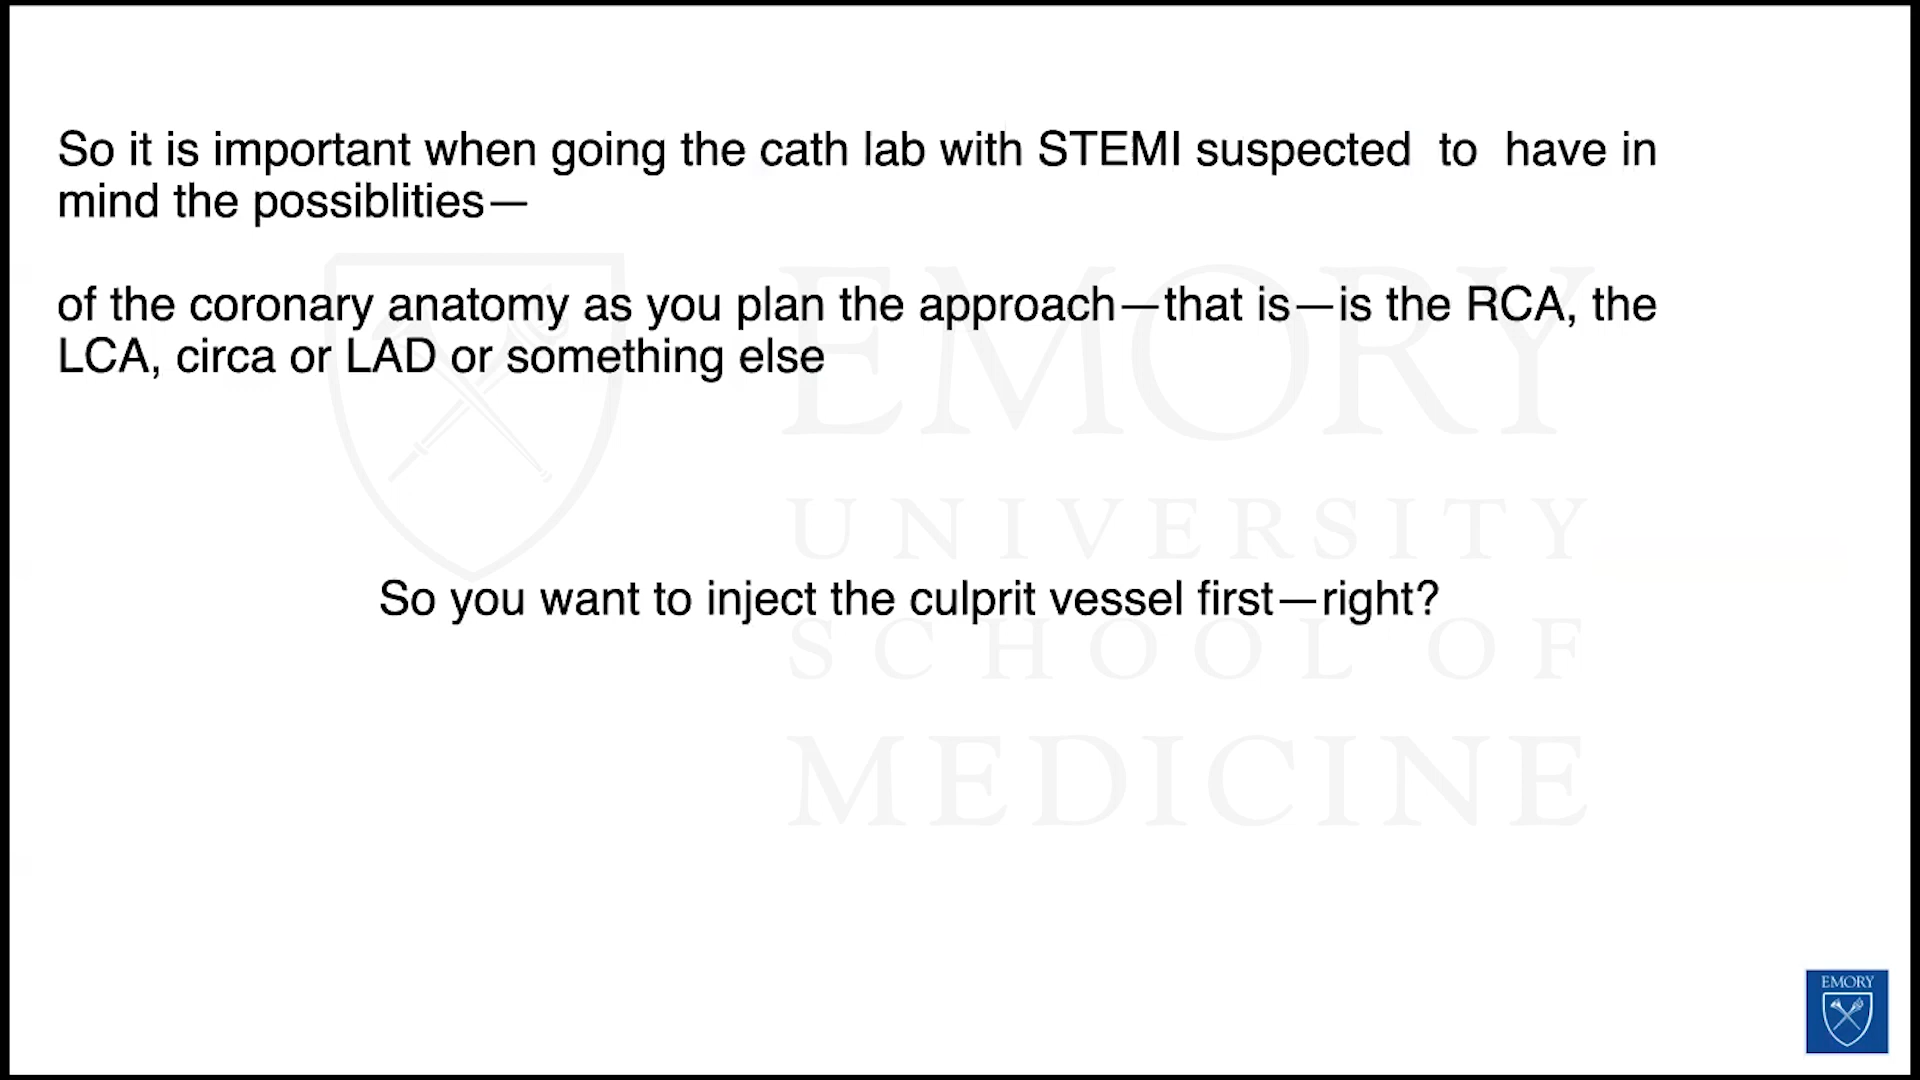 So it is important when going the cath lab with STEMI suspected  to  have in
mind the possiblities—
of the coronary anatomy as you plan the approach—that is—is the RCA, the
LCA, circa or LAD or something else
So you want to inject the culprit vessel first—right?
EMORY
UNIVERSITY
SCHOOL OF
MEDICINE
EMORY